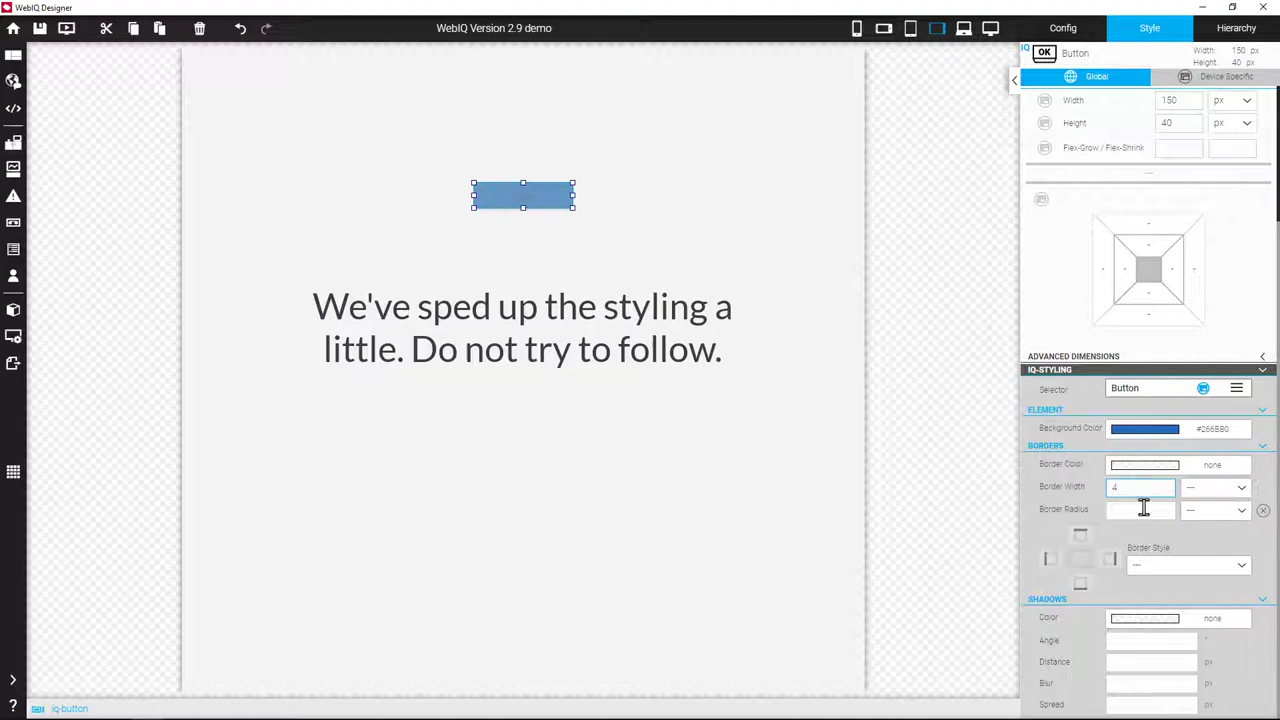 WebIQ Designer
WebIQ Version 2.9 demo
Config
Style
Hierarchy
IQ
OK
Button
Width: 150 px
Height: 40 px
Global
Device Specific
Width 150 px
Height 40 px
Flex-Grow / Flex-Shrink
We've sped up the styling a
little. Do not try to follow.
ADVANCED DIMENSIONS
IQ-STYLING
Selector Button
ELEMENT
Background Color #266BB0
BORDERS
Border Color none
Border Width 4 ---
Border Radius ---
Border Style
---
SHADOWS
Color none
Angle °
Distance px
Blur px
Spread px
iq-button
?